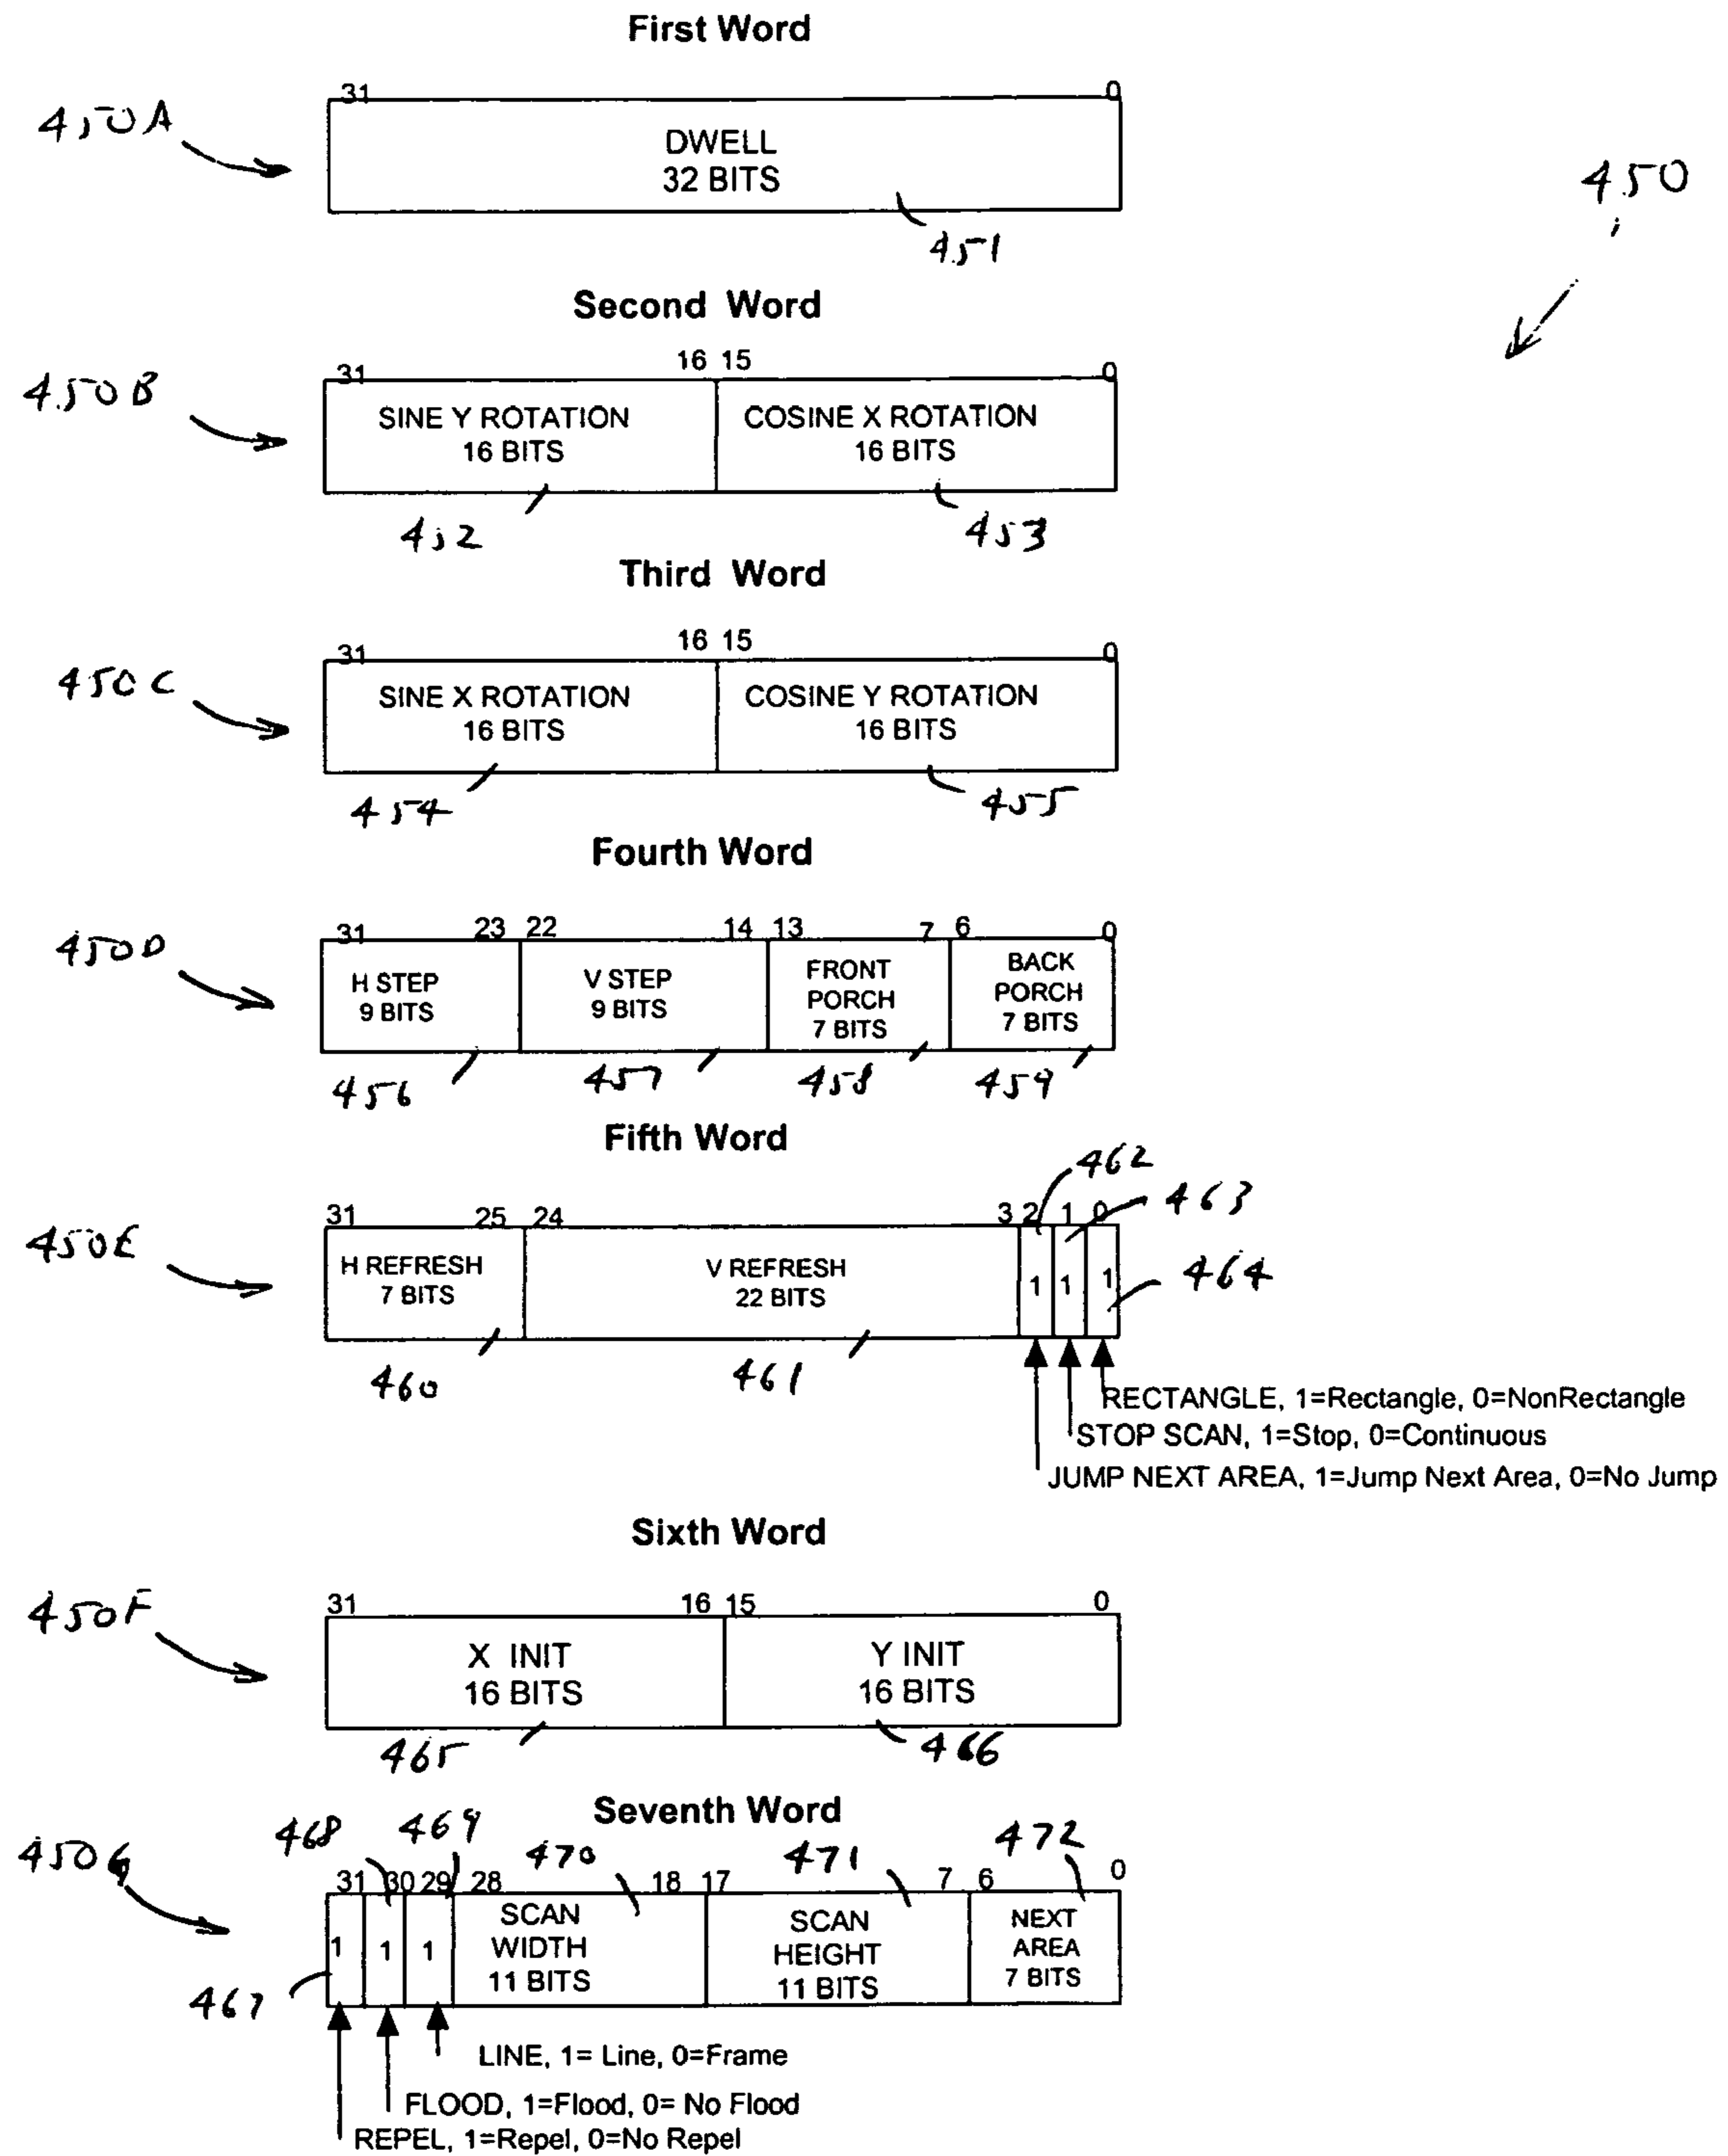 First Word
31 0
450A
DWELL
32 BITS
450
451
Second Word
31 16 15 0
450B
SINE Y ROTATION COSINE X ROTATION
16 BITS 16 BITS
452 453
Third Word
31 16 15 0
450C
SINE X ROTATION COSINE Y ROTATION
16 BITS 16 BITS
454 455
Fourth Word
31 23 22 14 13 7 6 0
450D
H STEP
9 BITS
V STEP
9 BITS
FRONT
PORCH
7 BITS
BACK
PORCH
7 BITS
456 457 458 459
Fifth Word
462
463
31 25 24 3 2 1 0
450E
H REFRESH
7 BITS
V REFRESH
22 BITS
1 1 1
464
460 461
RECTANGLE, 1=Rectangle, 0=NonRectangle
STOP SCAN, 1=Stop, 0=Continuous
JUMP NEXT AREA, 1=Jump Next Area, 0=No Jump
Sixth Word
31 16 15 0
450F
X INIT Y INIT
16 BITS 16 BITS
465 466
Seventh Word
468 469 470 471 472
450G
31 30 29 28 18 17 7 6 0
1 1 1
SCAN
WIDTH
11 BITS
SCAN
HEIGHT
11 BITS
NEXT
AREA
7 BITS
467
LINE, 1= Line, 0=Frame
FLOOD, 1=Flood, 0= No Flood
REPEL, 1=Repel, 0=No Repel